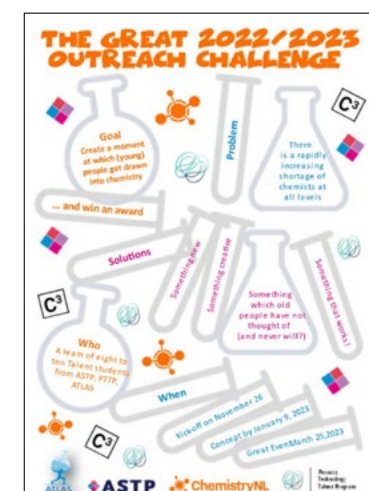 THE GREAT 2022/2023
OUTREACH CHALLENGE
Goal
Create a moment
at which (young)
people get drawn
into chemistry
... and win an award
Problem
There
is a rapidly
increasing
shortage of
chemists at
all levels
C³
Solutions
Something new
Something creative
Something
which old
people have not
thought of
(and never will?)
Something that works!
C³
Who
A team of eight to
ten Talent students
from ASTP, PTTP,
ATLAS
When
Kickoff on November 26
Concept by January 9, 2023
Great EvenMarch 25,2023
C³
ATLAS
ASTP
ChemistryNL
Process
Technology
Talent Program